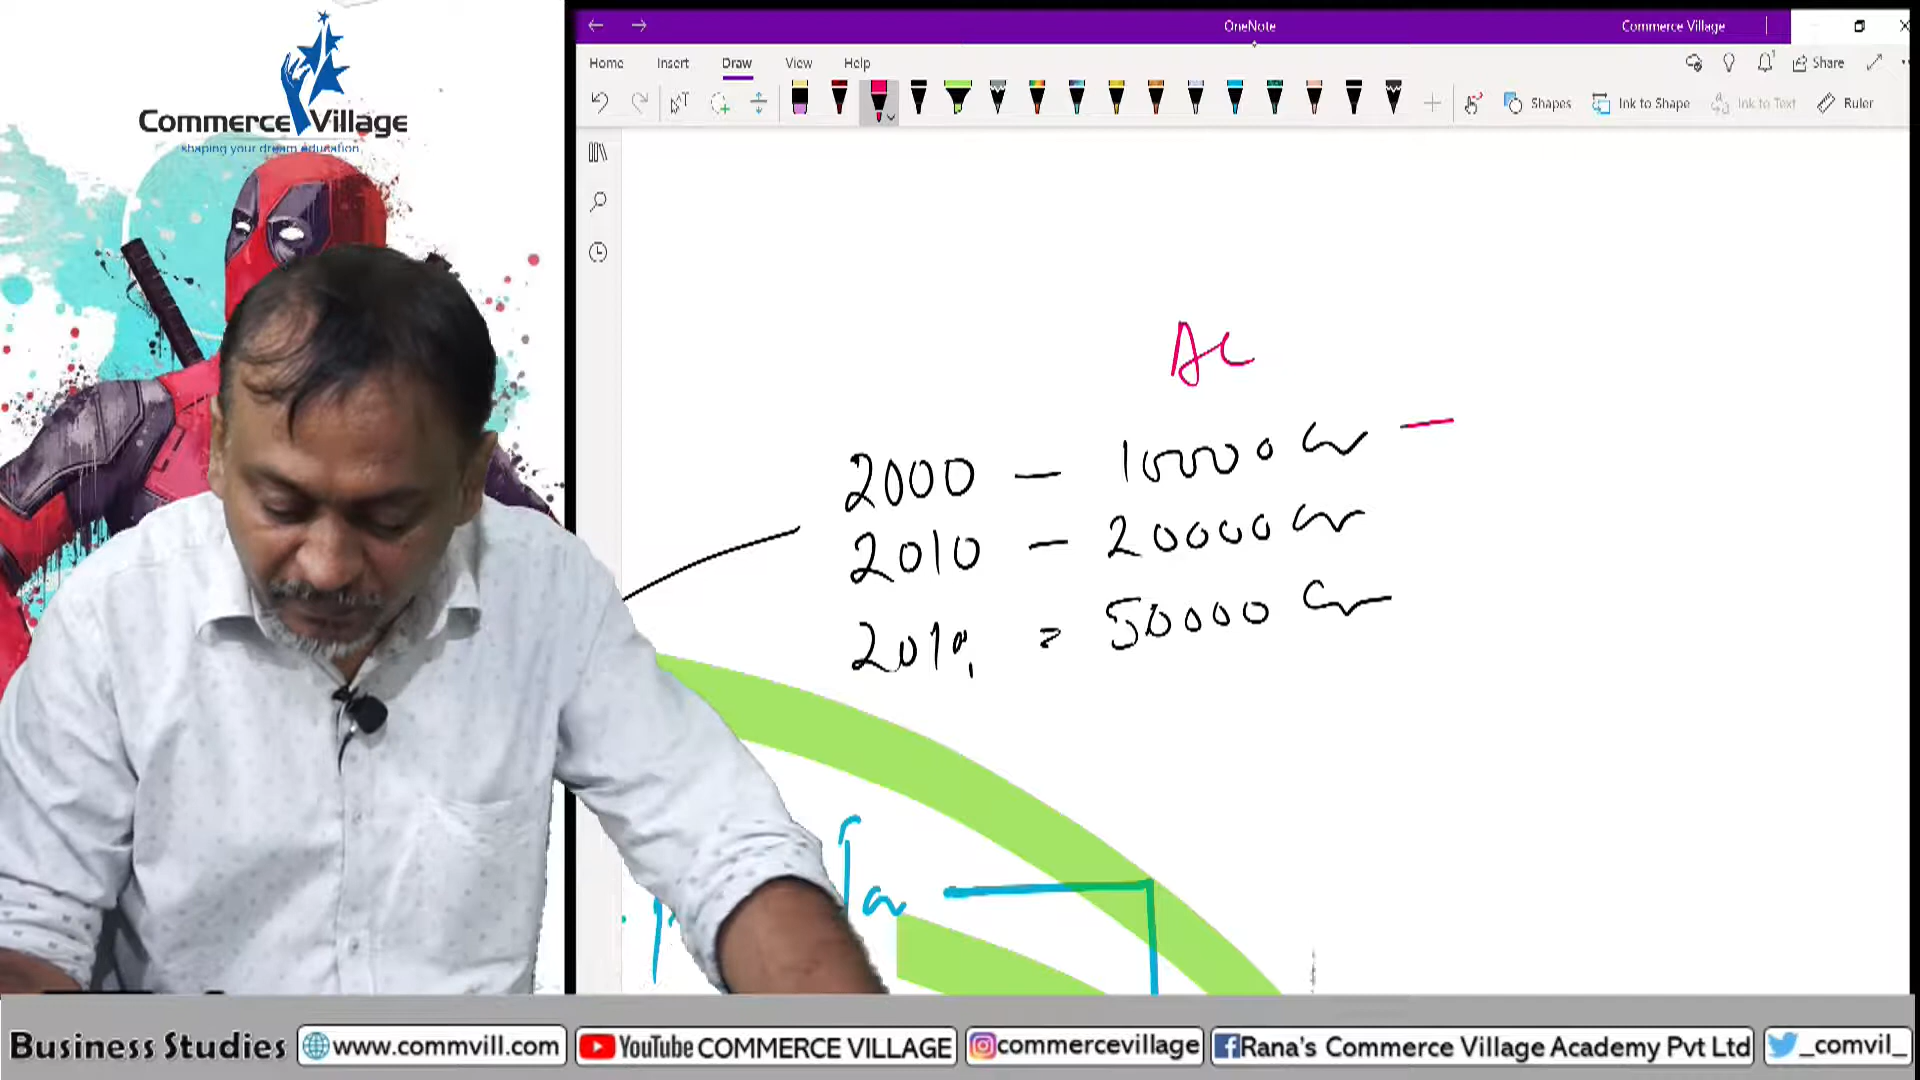 Commerce Village
shaping your dream education
OneNote
Commerce Village
Home Insert Draw View Help
Share
Shapes Ink to Shape Ink to Text Ruler
AC
2000 — 10000 Cr —
2010 — 20000 Cr
50000 Cr
Business Studies www.commvill.com YouTube COMMERCE VILLAGE commercevillage Rana's Commerce Village Academy Pvt Ltd _comvil_